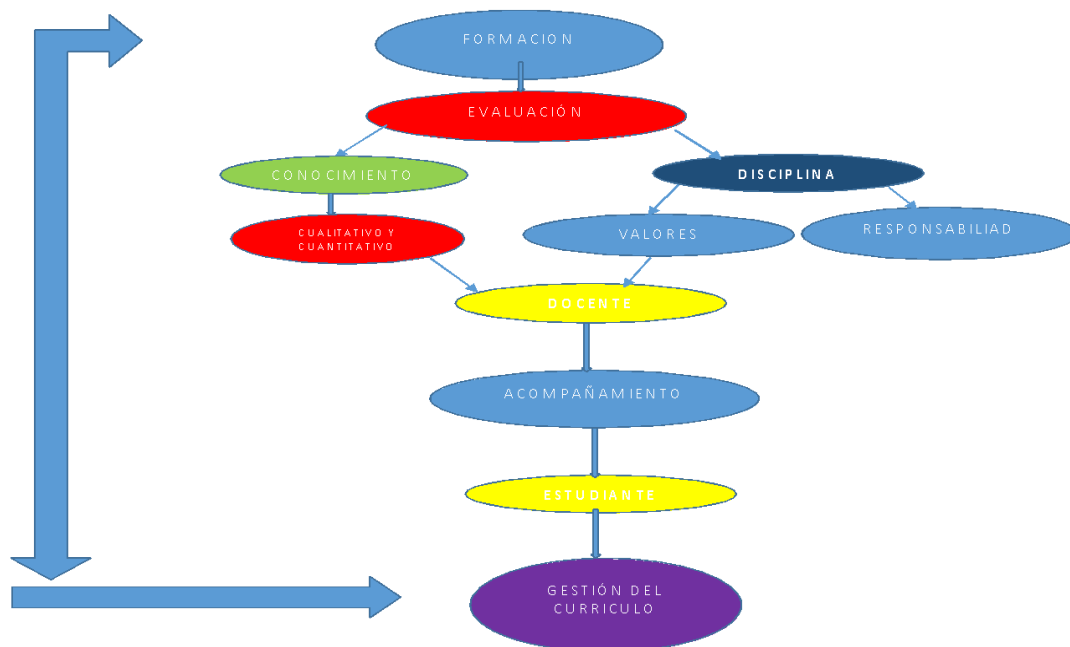 FORMACION
EVALUACIÓN
CONOCIMIENTO
DISCIPLINA
CUALITATIVO Y
CUANTITATIVO
VALORES
RESPONSABILIAD
DOCENTE
ACOMPAÑAMIENTO
ESTUDIANTE
GESTIÓN DEL
CURRICULO